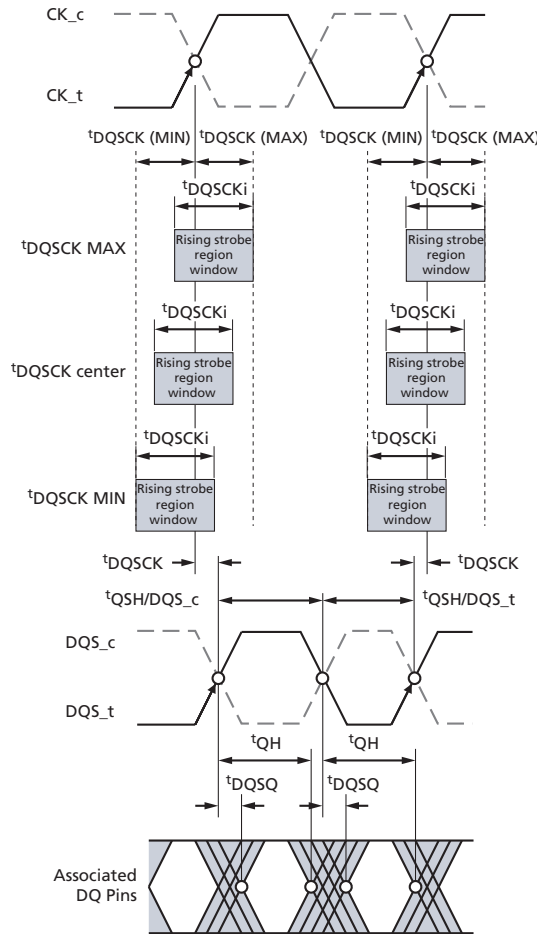 CK_c
CK_t
tDQSCK (MIN) tDQSCK (MAX) tDQSCK (MIN) tDQSCK (MAX)
tDQSCKi tDQSCKi
tDQSCK MAX
Rising strobe
region
window
Rising strobe
region
window
tDQSCKi tDQSCKi
tDQSCK center
Rising strobe
region
window
Rising strobe
region
window
tDQSCKi tDQSCKi
tDQSCK MIN
Rising strobe
region
window
Rising strobe
region
window
tDQSCK tDQSCK
tQSH/DQS_c tQSH/DQS_t
DQS_c
DQS_t
tQH tQH
tDQSQ tDQSQ
Associated
DQ Pins